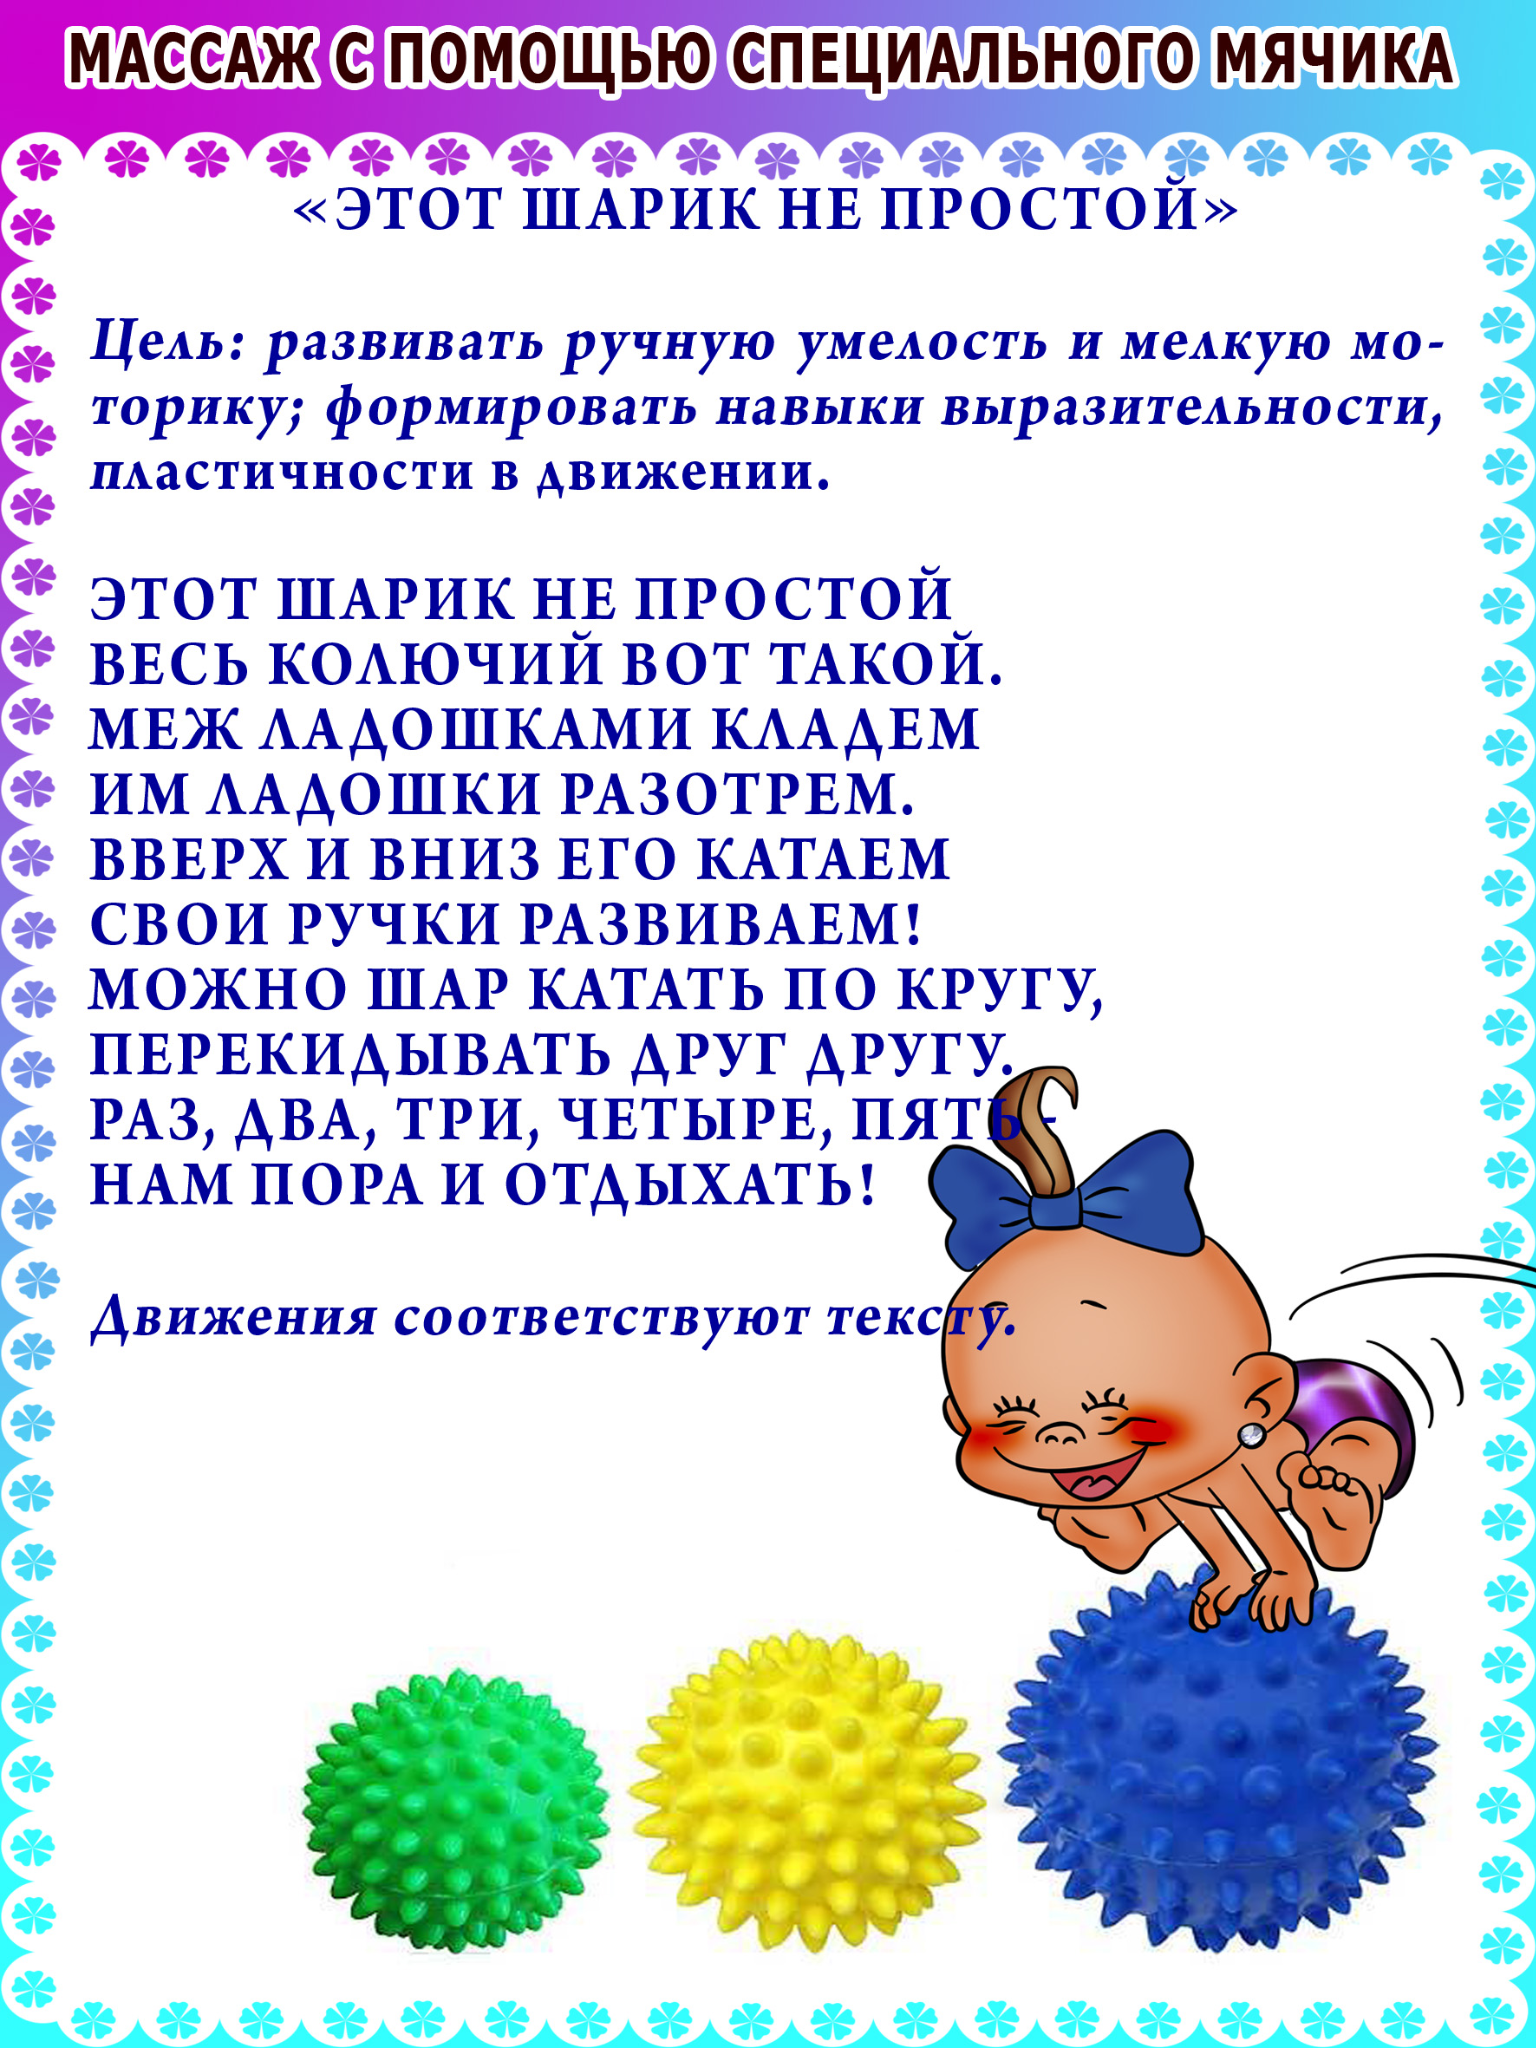 МАССАЖ С ПОМОЩЬЮ СПЕЦИАЛЬНОГО МЯЧИКА
«ЭТОТ ШАРИК НЕ ПРОСТОЙ»
Цель: развивать ручную умелость и мелкую мо-
торику; формировать навыки выразительности,
пластичности в движении.
ЭТОТ ШАРИК НЕ ПРОСТОЙ
ВЕСЬ КОЛЮЧИЙ ВОТ ТАКОЙ.
МЕЖ ЛАДОШКАМИ КЛАДЕМ
ИМ ЛАДОШКИ РАЗОТРЕМ.
ВВЕРХ И ВНИЗ ЕГО КАТАЕМ
СВОИ РУЧКИ РАЗВИВАЕМ!
МОЖНО ШАР КАТАТЬ ПО КРУГУ,
ПЕРЕКИДЫВАТЬ ДРУГ ДРУГУ.
РАЗ, ДВА, ТРИ, ЧЕТЫРЕ, ПЯТЬ -
НАМ ПОРА И ОТДЫХАТЬ!
Движения соответствуют тексту.